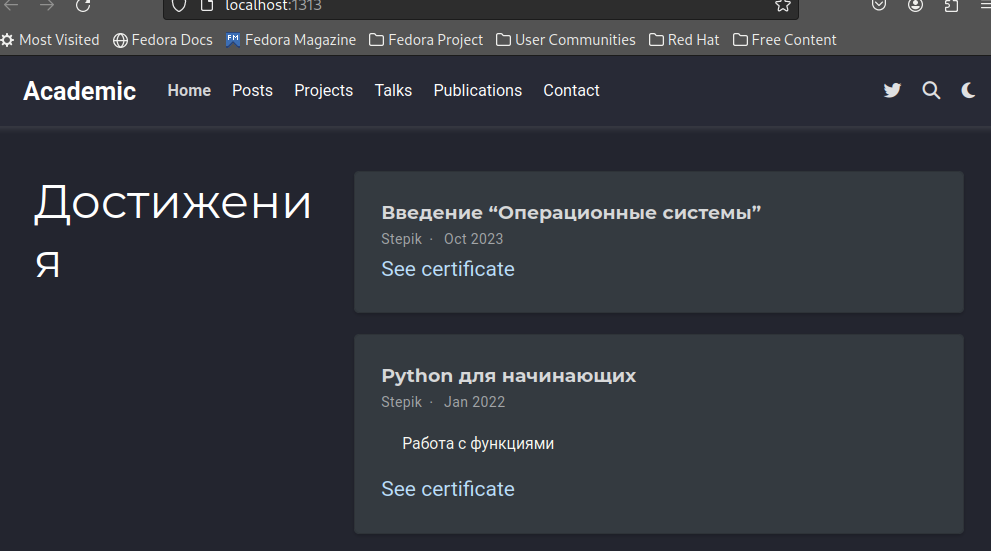 localhost:1313
Most Visited Fedora Docs FM Fedora Magazine Fedora Project User Communities Red Hat Free Content
Academic Home Posts Projects Talks Publications Contact
Достижени
я
Введение “Операционные системы”
Stepik · Oct 2023
See certificate
Python для начинающих
Stepik · Jan 2022
Работа с функциями
See certificate